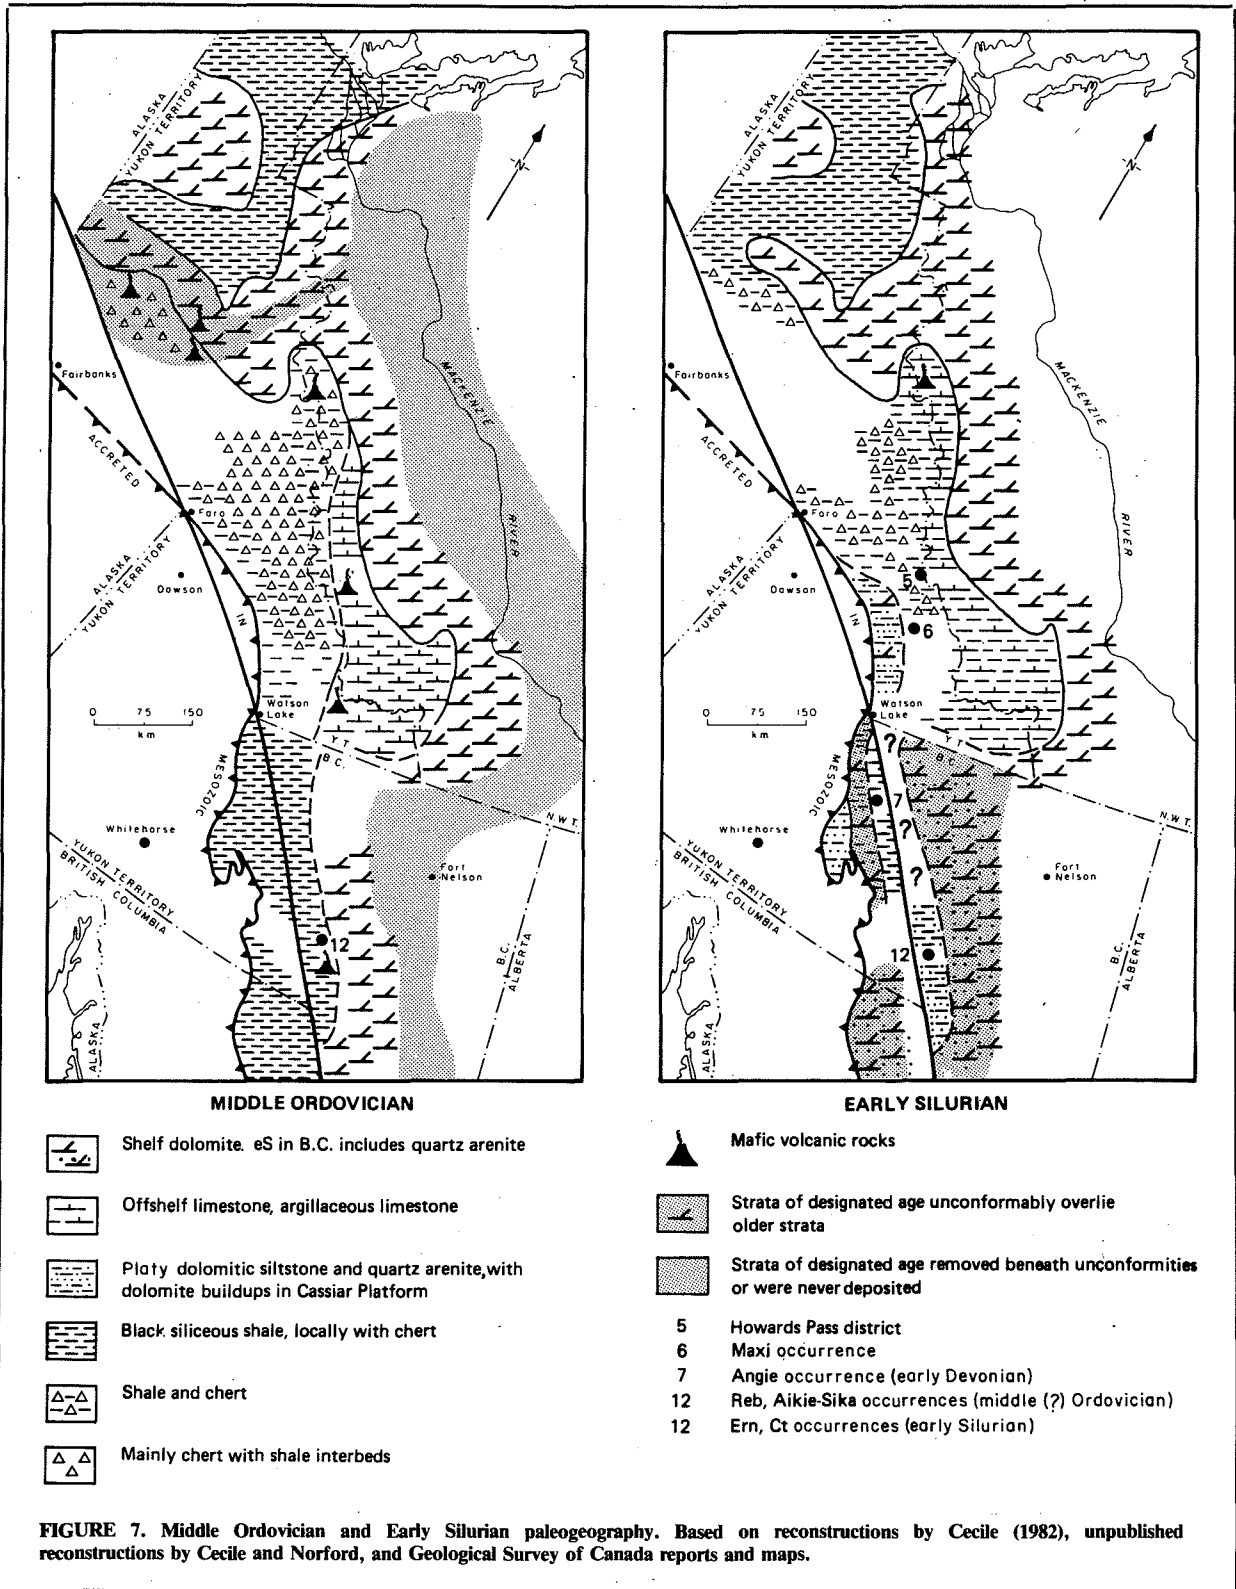 ALASKA
YUKON TERRITORY
N
Fairbanks
ACCRETED
MACKENZIE
RIVER
Faro
ALASKA
YUKON TERRITORY
Dawson
IN
Watson
Lake
0 75 150
km
Y.T.
B.C.
MESOZOIC
N.W.T.
Whitehorse
YUKON TERRITORY
BRITISH COLUMBIA
Fort
Nelson
12
B.C.
ALBERTA
ALASKA
ALASKA
YUKON TERRITORY
N
Fairbanks
ACCRETED
MACKENZIE
RIVER
Faro
ALASKA
YUKON TERRITORY
Dawson
5
6
IN
Watson
Lake
0 75 150
km
?
Y.T.
B.C.
MESOZOIC
7
?
N.W.T.
Whitehorse
YUKON TERRITORY
BRITISH COLUMBIA
?
Fort
Nelson
12
B.C.
ALBERTA
ALASKA
MIDDLE ORDOVICIAN
EARLY SILURIAN
Shelf dolomite. eS in B.C. includes quartz arenite
Offshelf limestone, argillaceous limestone
Platy dolomitic siltstone and quartz arenite, with
dolomite buildups in Cassiar Platform
Black siliceous shale, locally with chert
Shale and chert
Mainly chert with shale interbeds
Mafic volcanic rocks
Strata of designated age unconformably overlie
older strata
Strata of designated age removed beneath unconformities
or were never deposited
5 Howards Pass district
6 Maxi occurrence
7 Angie occurrence (early Devonian)
12 Reb, Aikie-Sika occurrences (middle (?) Ordovician)
12 Ern, Ct occurrences (early Silurian)
FIGURE 7. Middle Ordovician and Early Silurian paleogeography. Based on reconstructions by Cecile (1982), unpublished
reconstructions by Cecile and Norford, and Geological Survey of Canada reports and maps.